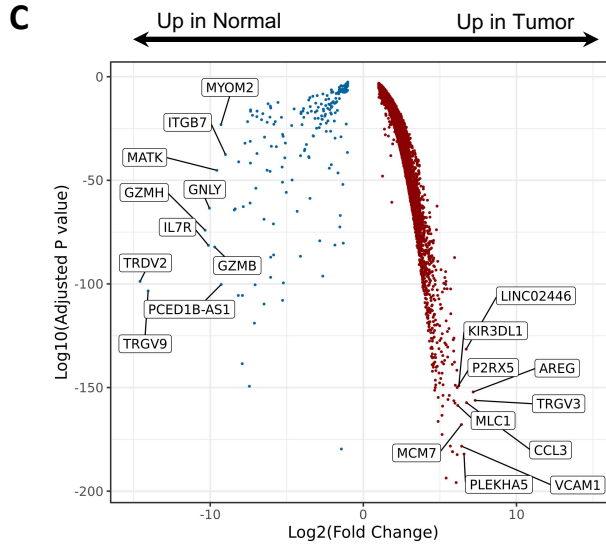 C
Up in Normal
Up in Tumor
0
-50
-100
-150
-200
Log10(Adjusted P value)
MYOM2
ITGB7
MATK
GZMH
GNLY
IL7R
TRDV2
GZMB
PCED1B-AS1
TRGV9
LINC02446
KIR3DL1
P2RX5
AREG
TRGV3
MLC1
MCM7
CCL3
PLEKHA5
VCAM1
-10
0
10
Log2(Fold Change)